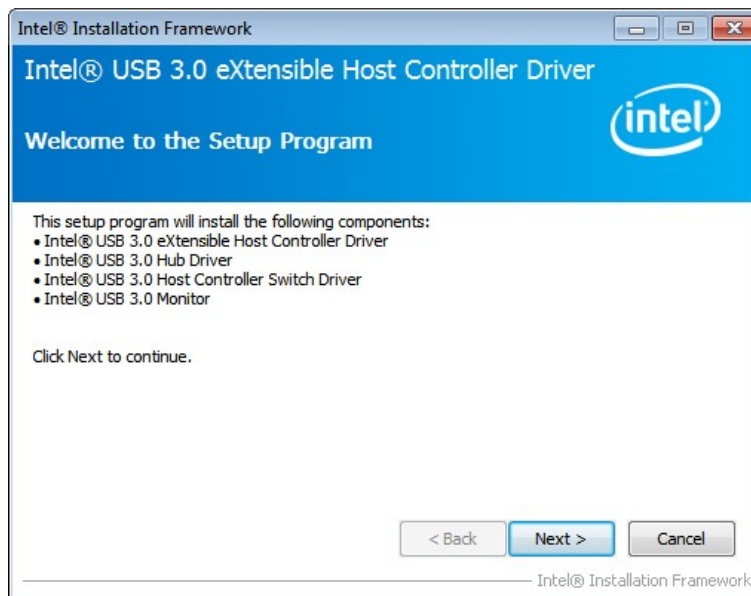 Intel® Installation Framework
Intel® USB 3.0 eXtensible Host Controller Driver
intel
Welcome to the Setup Program
This setup program will install the following components:
• Intel® USB 3.0 eXtensible Host Controller Driver
• Intel® USB 3.0 Hub Driver
• Intel® USB 3.0 Host Controller Switch Driver
• Intel® USB 3.0 Monitor
Click Next to continue.
< Back Next > Cancel
Intel® Installation Framework